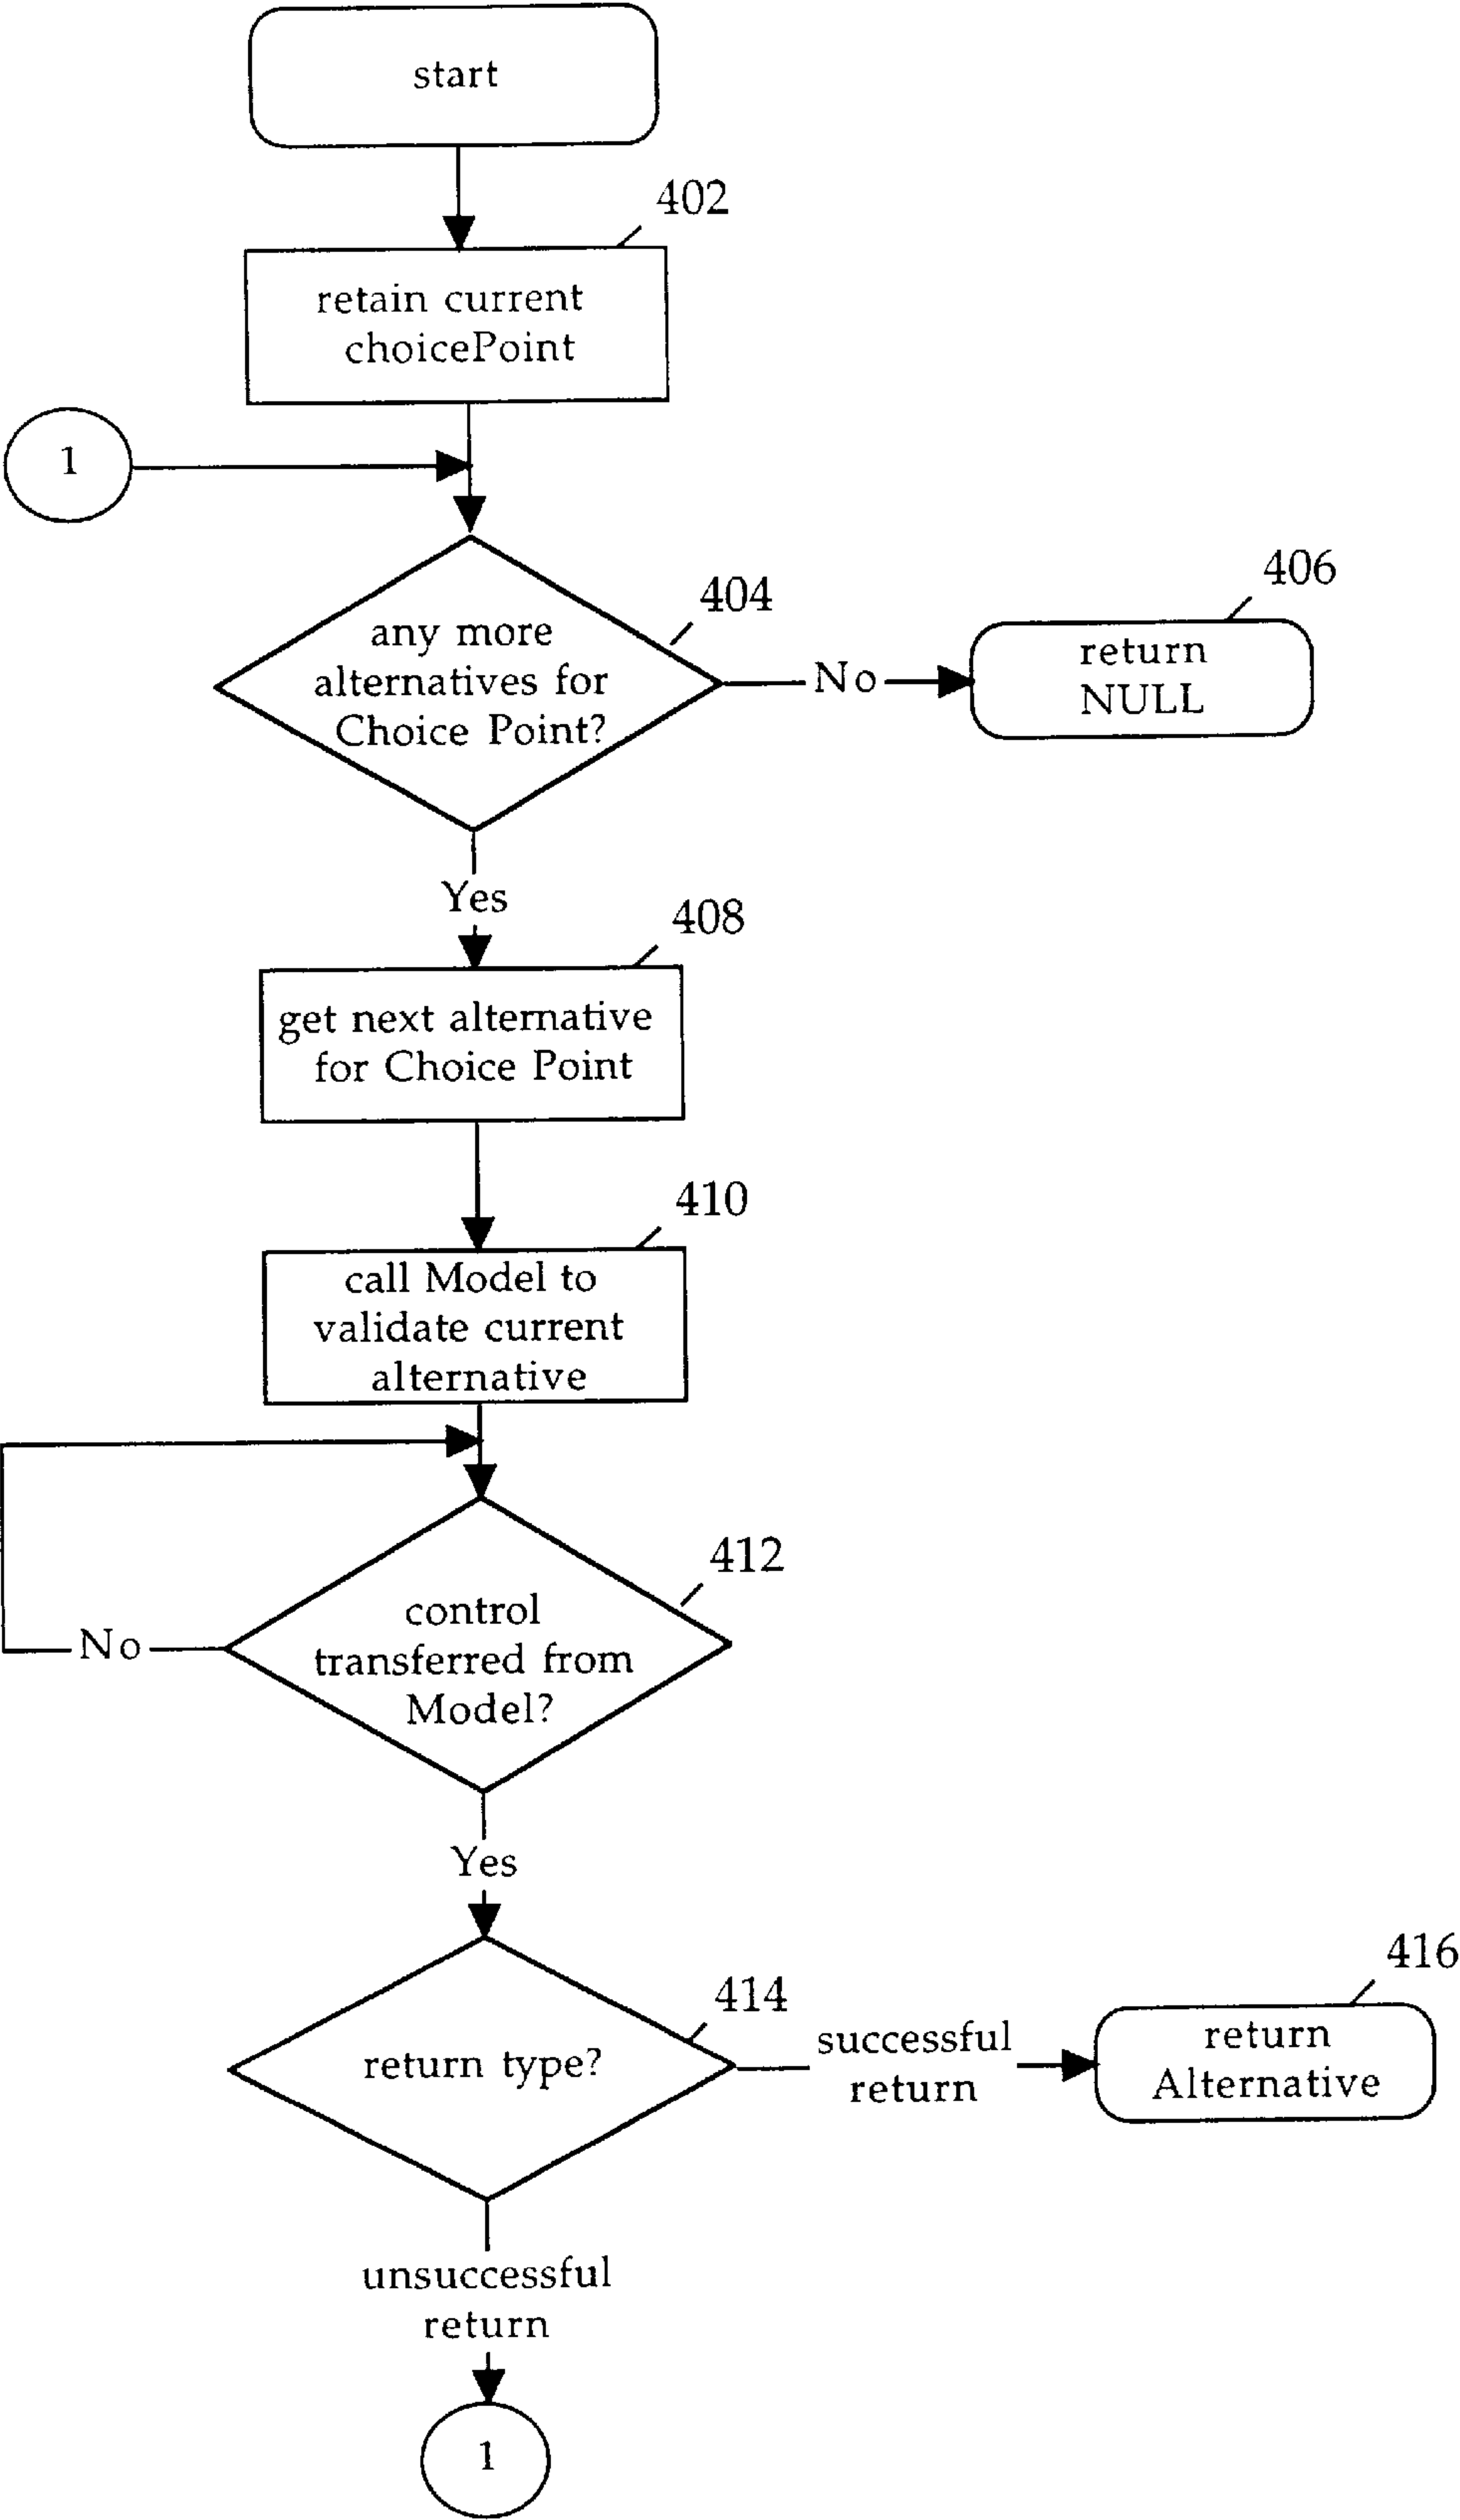 start
402
retain current
choicePoint
1
404
any more
alternatives for
Choice Point?
No
406
return
NULL
Yes
408
get next alternative
for Choice Point
410
call Model to
validate current
alternative
412
control
transferred from
Model?
No
Yes
414
return type?
successful
return
416
return
Alternative
unsuccessful
return
1